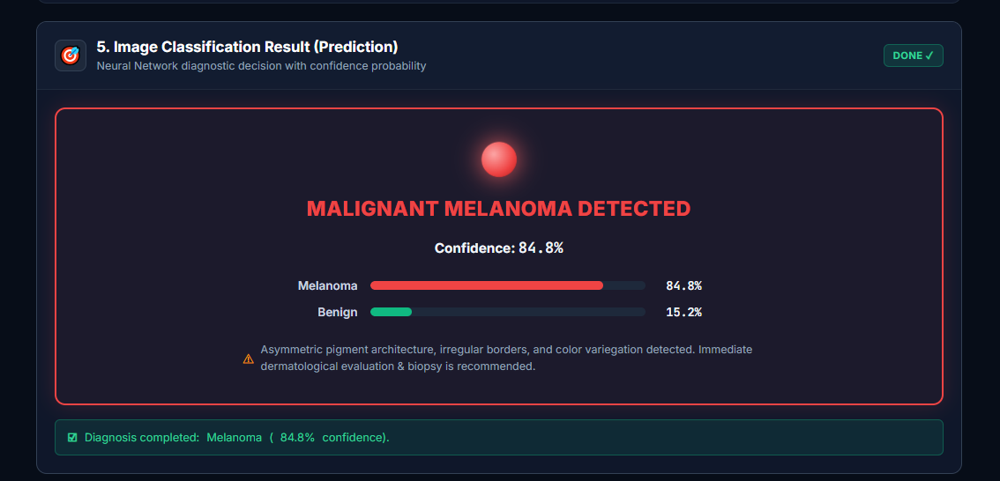 5. Image Classification Result (Prediction)
Neural Network diagnostic decision with confidence probability
DONE ✓
MALIGNANT MELANOMA DETECTED
Confidence: 84.8%
Melanoma 84.8%
Benign 15.2%
⚠ Asymmetric pigment architecture, irregular borders, and color variegation detected. Immediate
dermatological evaluation & biopsy is recommended.
☑ Diagnosis completed: Melanoma ( 84.8% confidence).